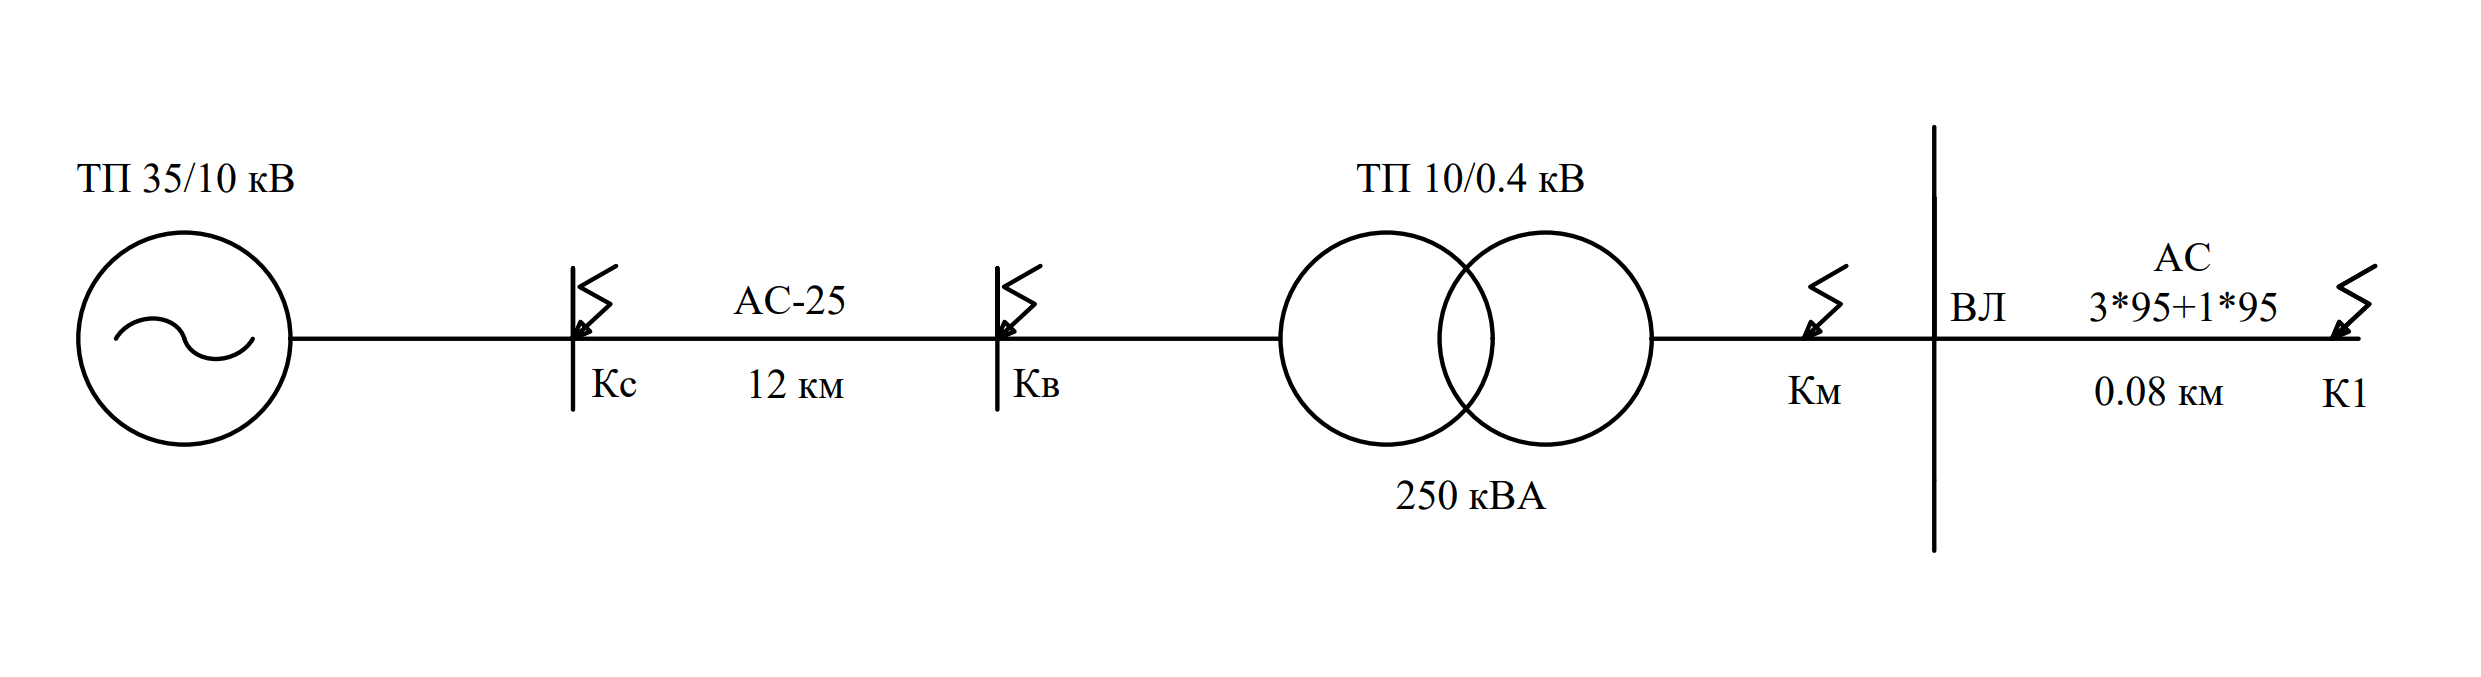 ТП 35/10 кВ
Кс
АС-25
12 км
Кв
ТП 10/0.4 кВ
250 кВА
Км
ВЛ
АС
3*95+1*95
0.08 км
К1